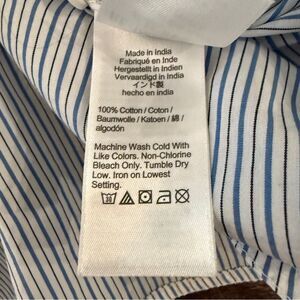 Made in India
Fabriqué en Inde
Hergestellt in Indien
Vervaardigd in India
インド製
hecho en india
100% Cotton / Coton /
Baumwolle / Katoen / 綿 /
algodón
Machine Wash Cold With
Like Colors. Non-Chlorine
Bleach Only. Tumble Dry
Low. Iron on Lowest
Setting.